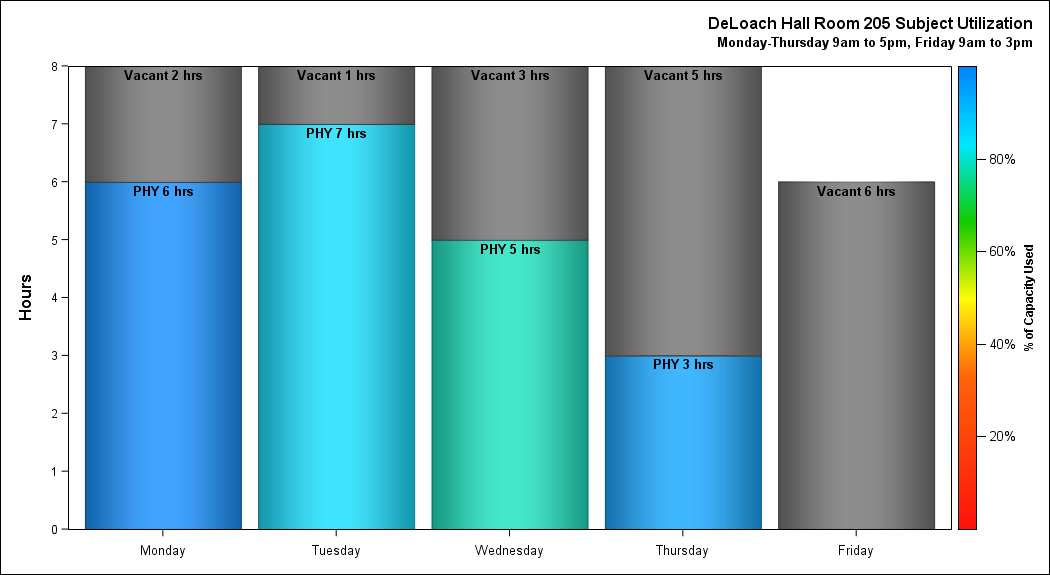 DeLoach Hall Room 205 Subject Utilization
Monday-Thursday 9am to 5pm, Friday 9am to 3pm
Hours
8
7
6
5
4
3
2
1
0
Vacant 2 hrs
PHY 6 hrs
Vacant 1 hrs
PHY 7 hrs
Vacant 3 hrs
PHY 5 hrs
Vacant 5 hrs
PHY 3 hrs
Vacant 6 hrs
Monday
Tuesday
Wednesday
Thursday
Friday
80%
60%
40%
20%
% of Capacity Used